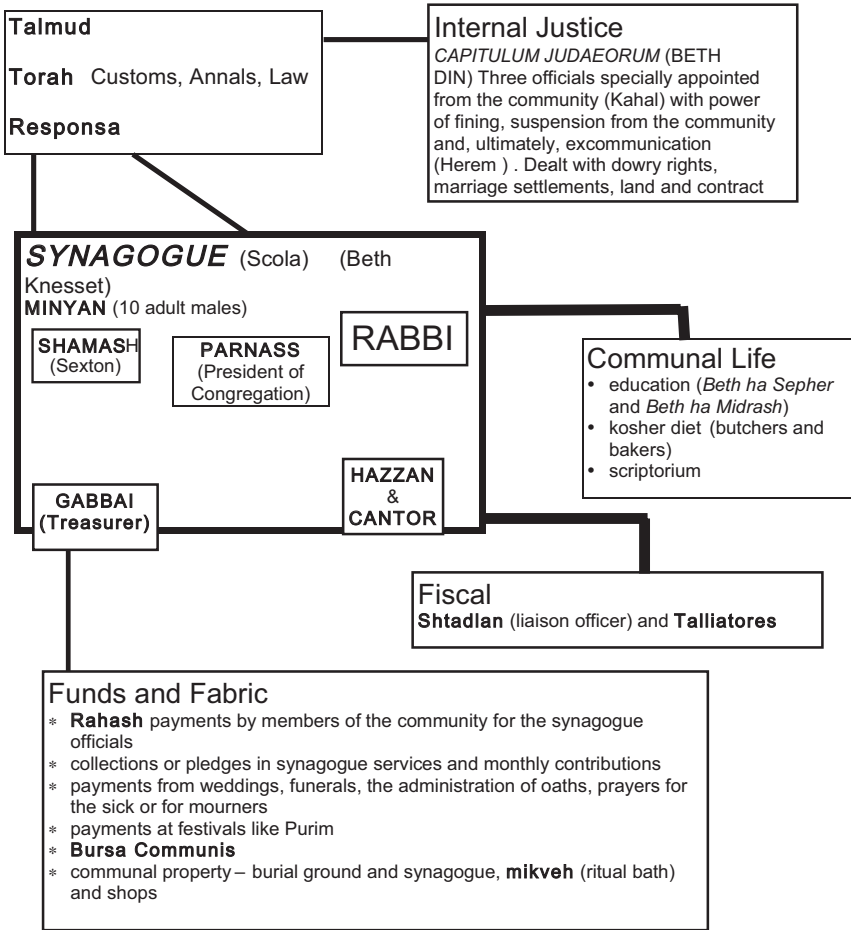 Talmud
Torah Customs, Annals, Law
Responsa
Internal Justice
CAPITULUM JUDAEORUM (BETH
DIN) Three officials specially appointed
from the community (Kahal) with power
of fining, suspension from the community
and, ultimately, excommunication
(Herem ) . Dealt with dowry rights,
marriage settlements, land and contract
SYNAGOGUE (Scola) (Beth
Knesset)
MINYAN (10 adult males)
SHAMASH
(Sexton)
PARNASS
(President of
Congregation)
RABBI
GABBAI
(Treasurer)
HAZZAN
&
CANTOR
Communal Life
• education (Beth ha Sepher
and Beth ha Midrash)
• kosher diet (butchers and
bakers)
• scriptorium
Fiscal
Shtadlan (liaison officer) and Talliatores
Funds and Fabric
* Rahash payments by members of the community for the synagogue
officials
* collections or pledges in synagogue services and monthly contributions
* payments from weddings, funerals, the administration of oaths, prayers for
the sick or for mourners
* payments at festivals like Purim
* Bursa Communis
* communal property – burial ground and synagogue, mikveh (ritual bath)
and shops